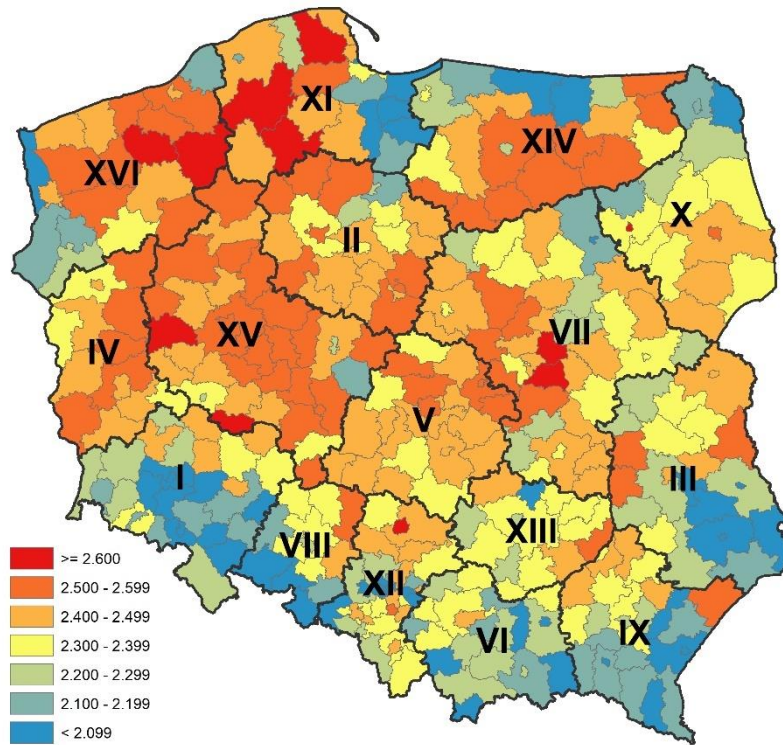 XI
XVI
XIV
X
II
IV
XV
VII
V
I
III
VIII
XIII
XII
VI
IX
>= 2.600
2.500 - 2.599
2.400 - 2.499
2.300 - 2.399
2.200 - 2.299
2.100 - 2.199
< 2.099